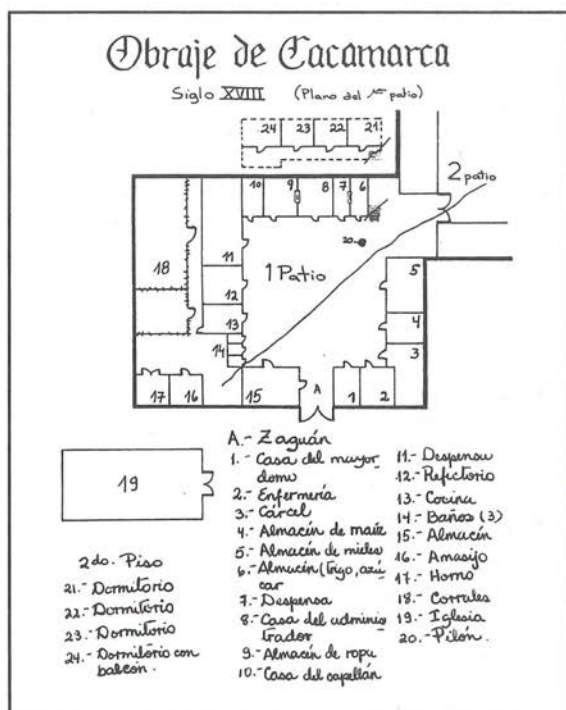 Obraje de Cacamarca
Siglo XVIII (Plano del 1er patio)
24 23 22 21
2 patio
10 9 8 7 6
20.-
18
11
1 Patio
5
12
4
13
3
14
17 16 15 A 1 2
19
A.- Zaguán
1.- Casa del mayor-
domo
2.- Enfermería
3.- Cárcel
4.- Almacén de maíz
5.- Almacén de mieles
6.- Almacén (trigo, azú
car
7.- Despensa
8.- Casa del adminis
trador
9.- Almacén de ropa
10.- Casa del capellán
11.- Despensa
12.- Refictorio
13.- Cocina
14.- Baños (3)
15.- Almacén
16.- Amasijo
17.- Horno
18.- Corrales
19.- Iglesia
20.- Pilón.
2do. Piso
21.- Dormitorio
22.- Dormitorio
23.- Dormitorio
24.- Dormitorio con
balcón.